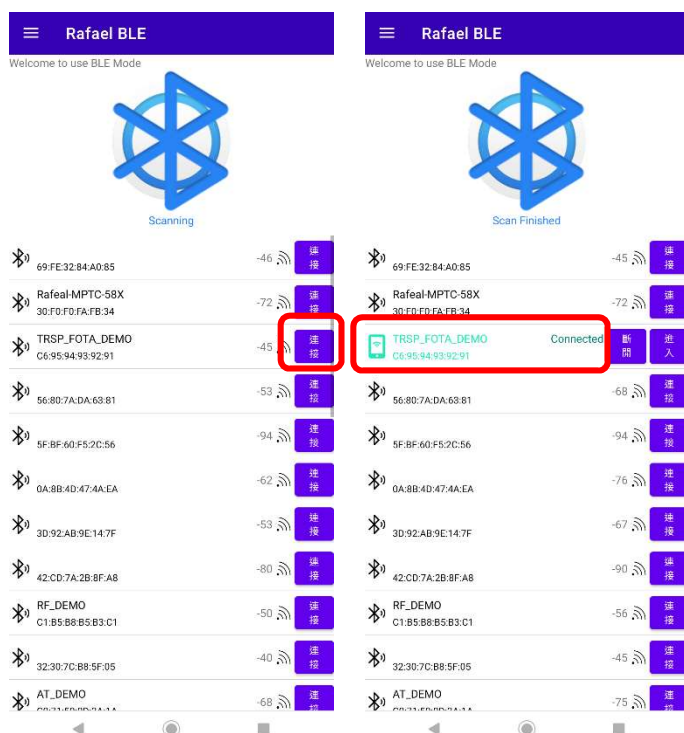 Rafael BLE
Welcome to use BLE Mode
Scanning
69:FE:32:84:A0:85
-46
連接
Rafeal-MPTC-58X
30:F0:F0:FA:FB:34
-72
連接
TRSP_FOTA_DEMO
C6:95:94:93:92:91
-45
連接
56:80:7A:DA:63:81
-53
連接
5F:BF:60:F5:2C:56
-94
連接
0A:8B:4D:47:4A:EA
-62
連接
3D:92:AB:9E:14:7F
-53
連接
42:CD:7A:2B:8F:A8
-80
連接
RF_DEMO
C1:B5:B8:B5:B3:C1
-50
連接
32:30:7C:B8:5F:05
-40
連接
AT_DEMO
-68
連接
Rafael BLE
Welcome to use BLE Mode
Scan Finished
69:FE:32:84:A0:85
-45
連接
Rafeal-MPTC-58X
30:F0:F0:FA:FB:34
-72
連接
TRSP_FOTA_DEMO
C6:95:94:93:92:91
Connected
斷開
進入
56:80:7A:DA:63:81
-68
連接
5F:BF:60:F5:2C:56
-94
連接
0A:8B:4D:47:4A:EA
-76
連接
3D:92:AB:9E:14:7F
-67
連接
42:CD:7A:2B:8F:A8
-90
連接
RF_DEMO
C1:B5:B8:B5:B3:C1
-56
連接
32:30:7C:B8:5F:05
-45
連接
AT_DEMO
-75
連接